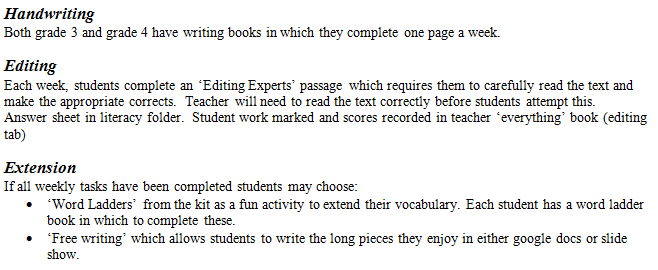 Handwriting
Both grade 3 and grade 4 have writing books in which they complete one page a week.
Editing
Each week, students complete an ‘Editing Experts’ passage which requires them to carefully read the text and
make the appropriate corrects. Teacher will need to read the text correctly before students attempt this.
Answer sheet in literacy folder. Student work marked and scores recorded in teacher ‘everything’ book (editing
tab)
Extension
If all weekly tasks have been completed students may choose:
• ‘Word Ladders’ from the kit as a fun activity to extend their vocabulary. Each student has a word ladder
book in which to complete these.
• ‘Free writing’ which allows students to write the long pieces they enjoy in either google docs or slide
show.